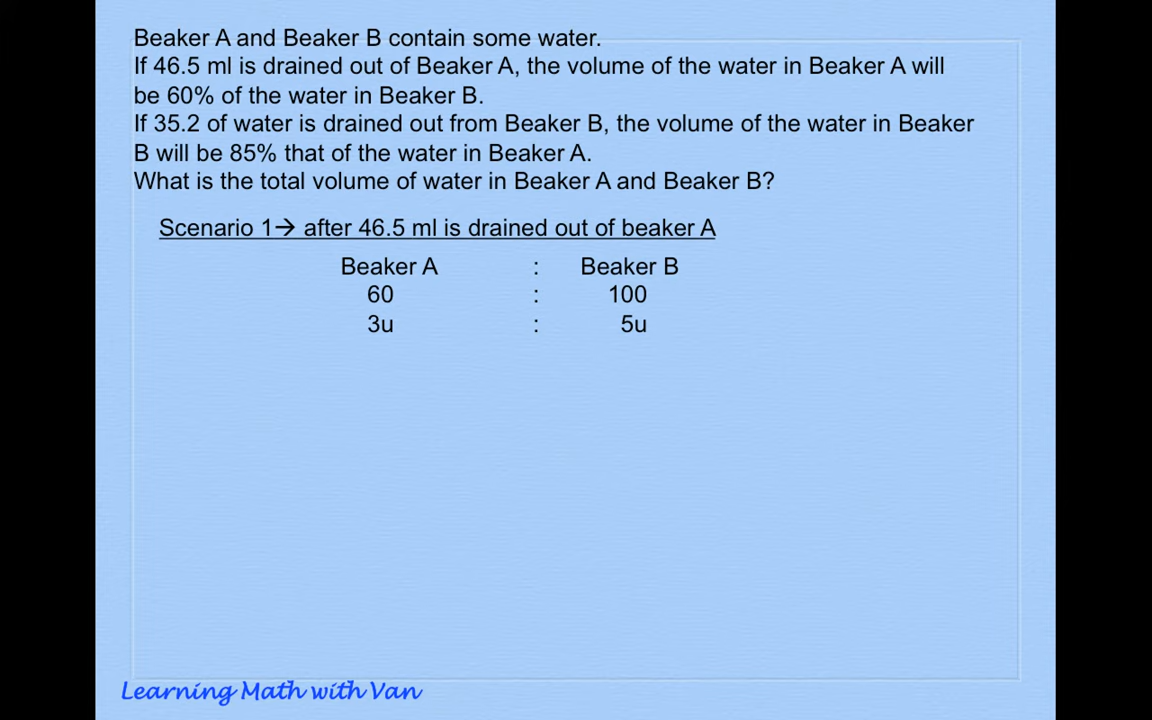 Beaker A and Beaker B contain some water.
If 46.5 ml is drained out of Beaker A, the volume of the water in Beaker A will
be 60% of the water in Beaker B.
If 35.2 of water is drained out from Beaker B, the volume of the water in Beaker
B will be 85% that of the water in Beaker A.
What is the total volume of water in Beaker A and Beaker B?
Scenario 1→ after 46.5 ml is drained out of beaker A
Beaker A : Beaker B
60 : 100
3u : 5u
Learning Math with Van